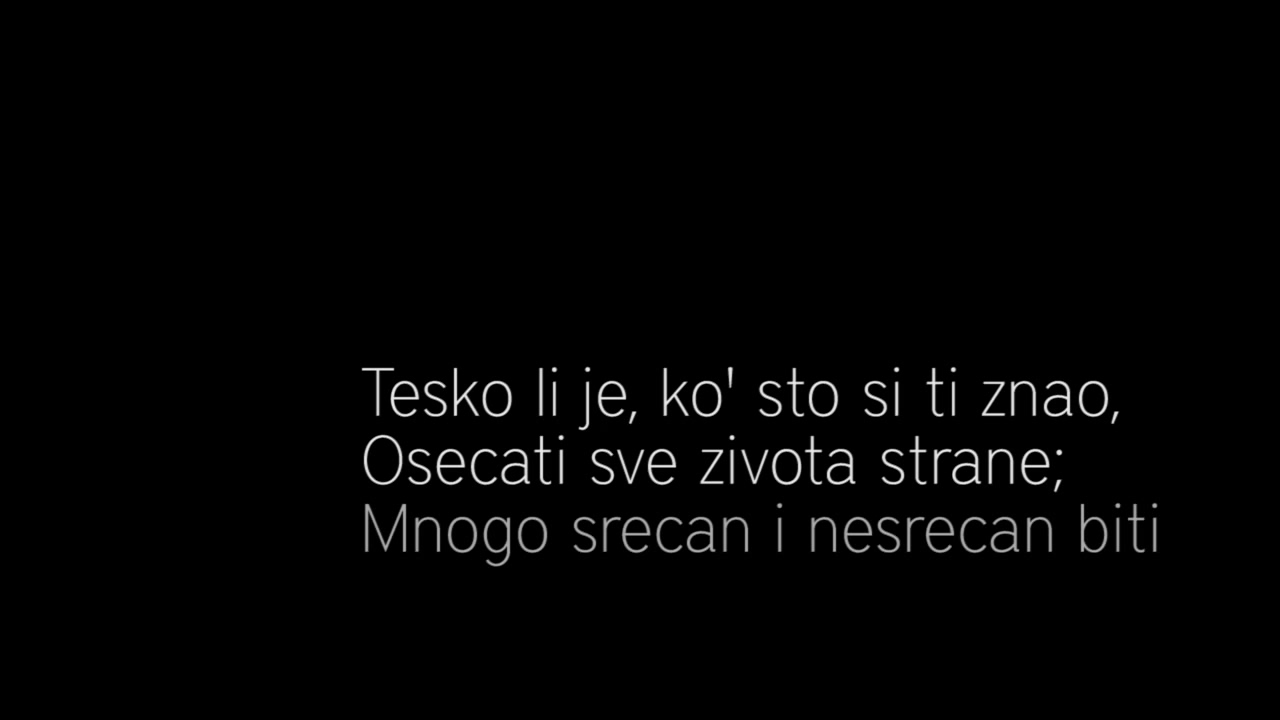 Tesko li je, ko' sto si ti znao,
Osecati sve zivota strane;
Mnogo srecan i nesrecan biti